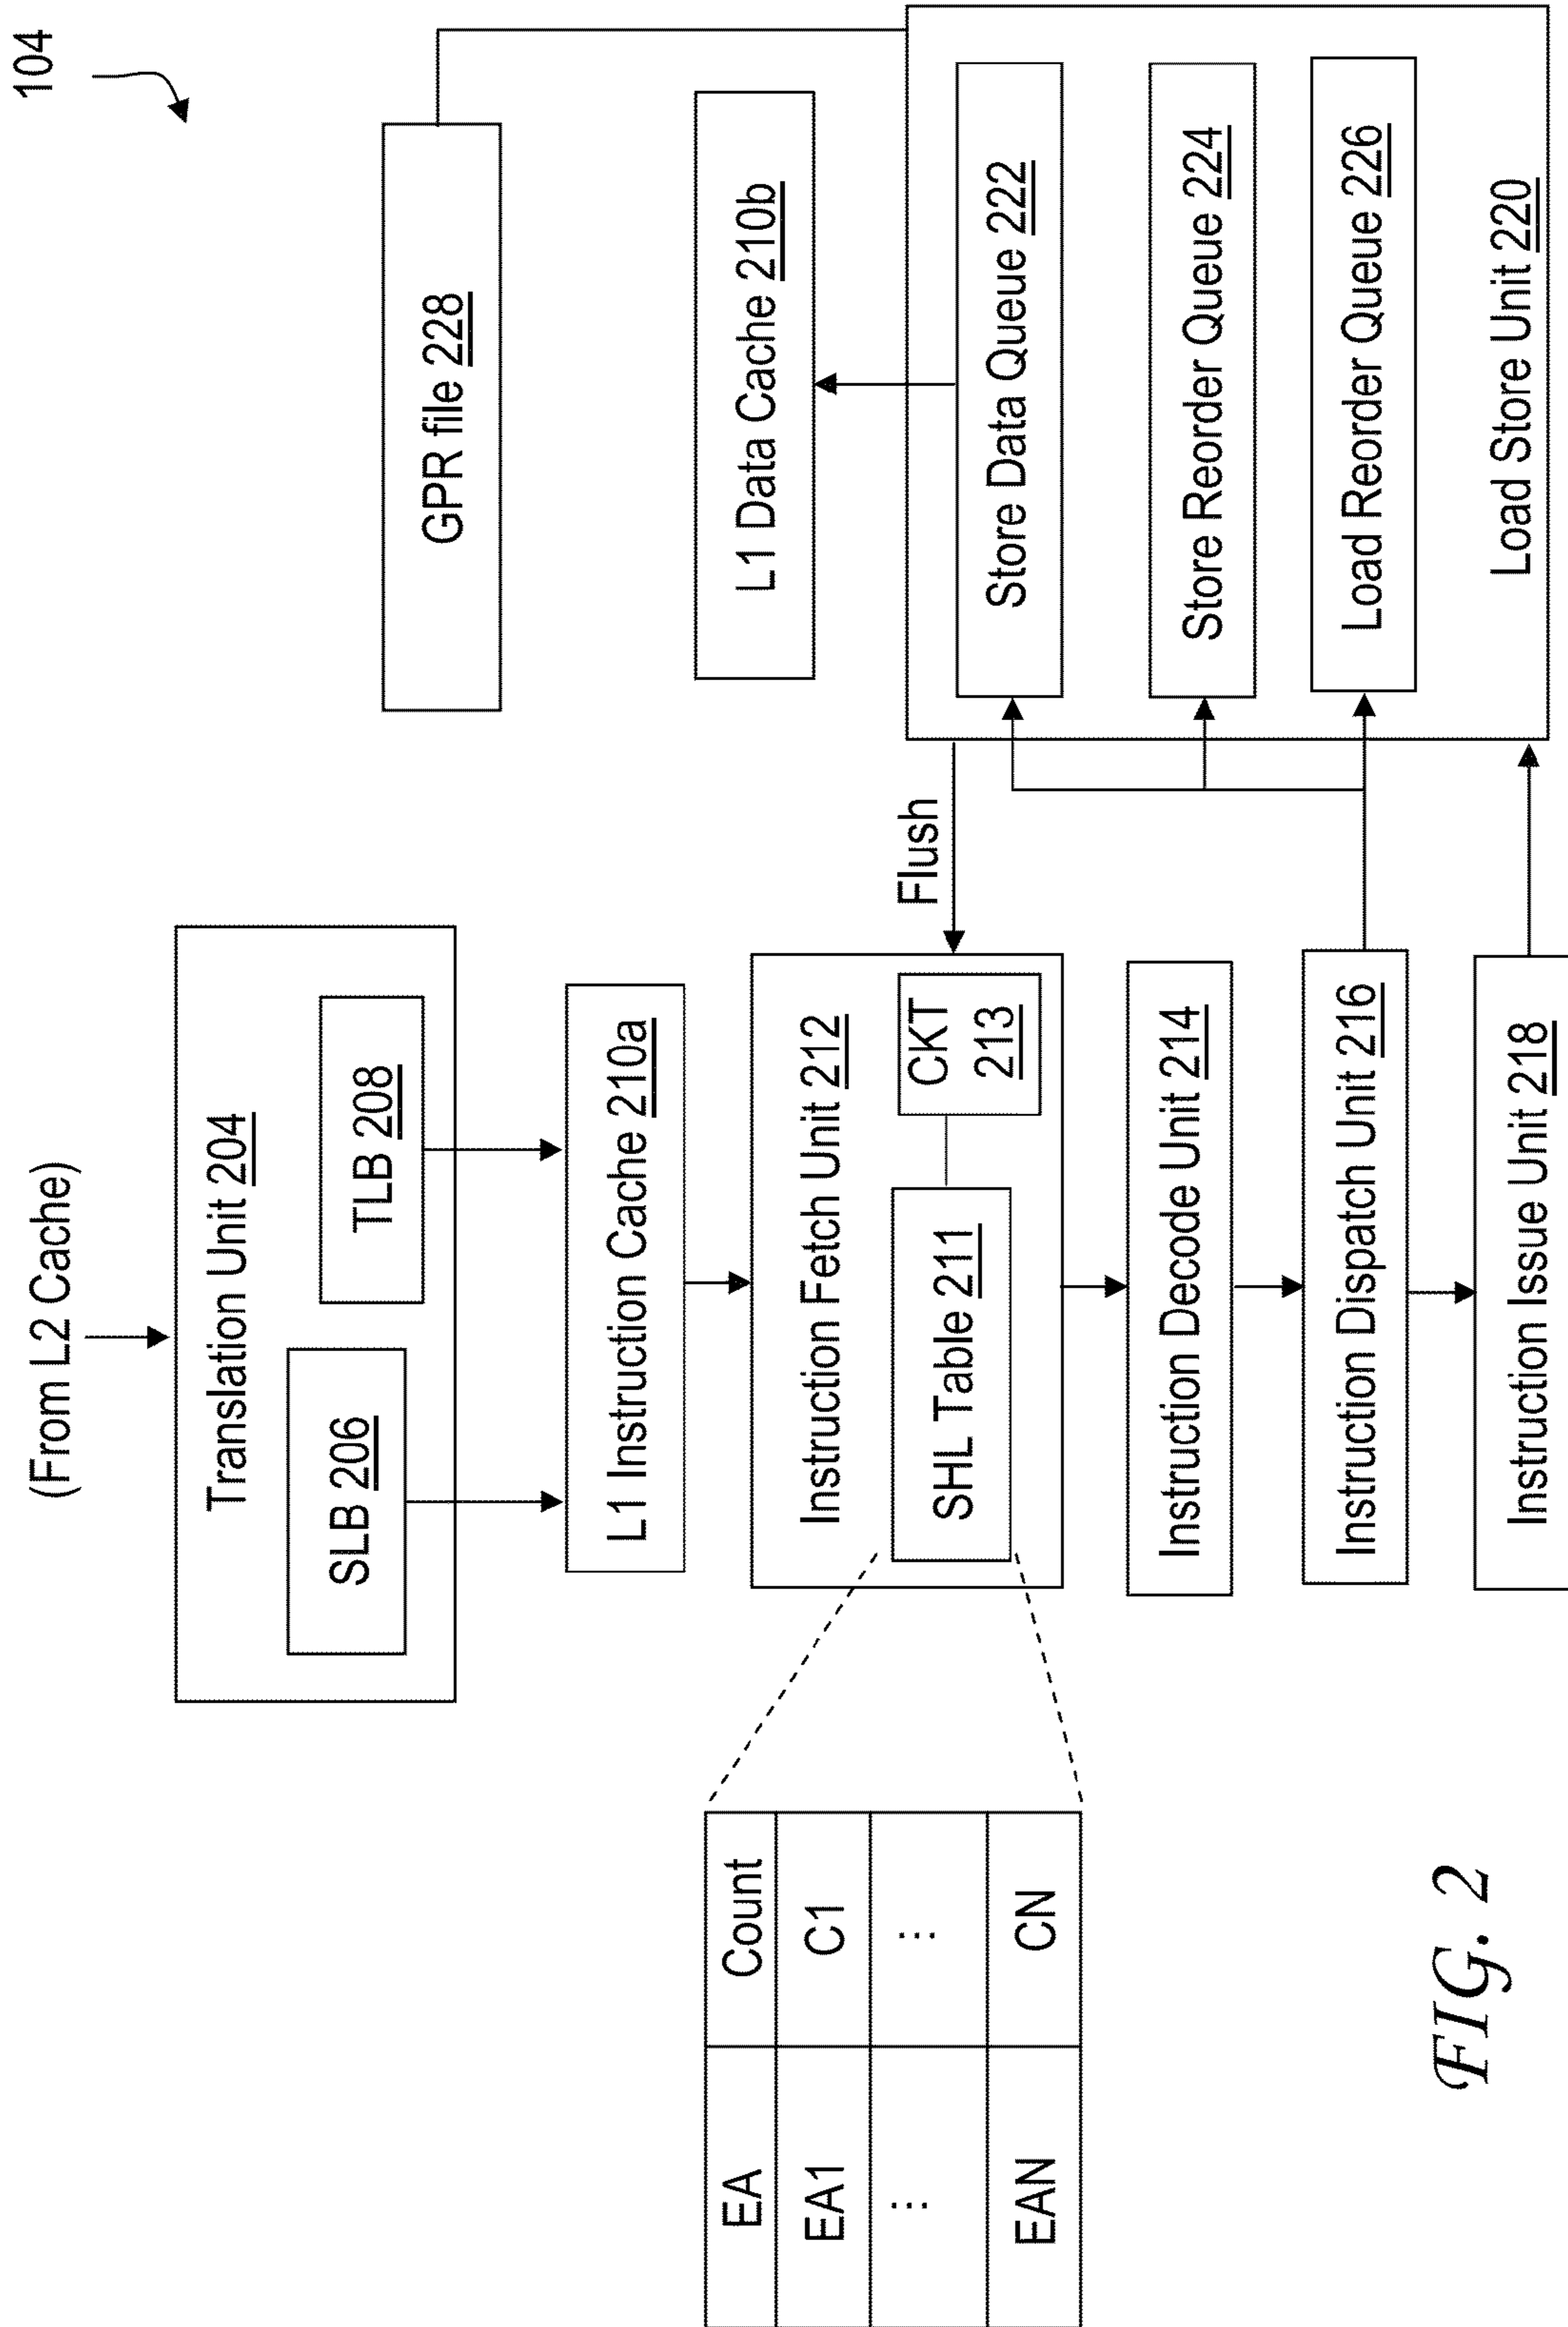 104
(From L2 Cache)
Translation Unit 204
SLB 206
TLB 208
GPR file 228
L1 Instruction Cache 210a
L1 Data Cache 210b
Instruction Fetch Unit 212
SHL Table 211
CKT
213
Flush
EA Count
EA1 C1
... ...
EAN CN
Instruction Decode Unit 214
Instruction Dispatch Unit 216
Instruction Issue Unit 218
Store Data Queue 222
Store Reorder Queue 224
Load Reorder Queue 226
Load Store Unit 220
FIG. 2